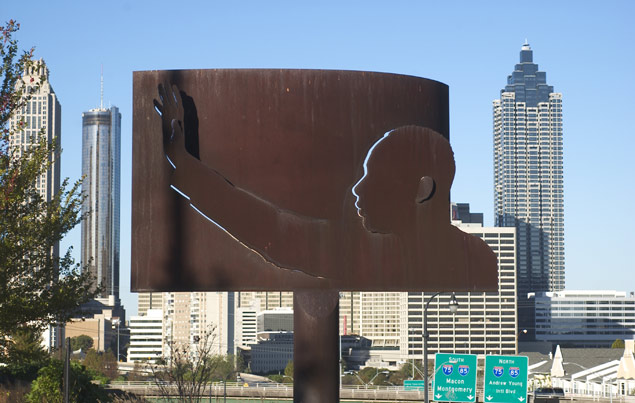 SOUTH
75 85
Macon
Montgomery
NORTH
75 85
Andrew Young
Intl Blvd